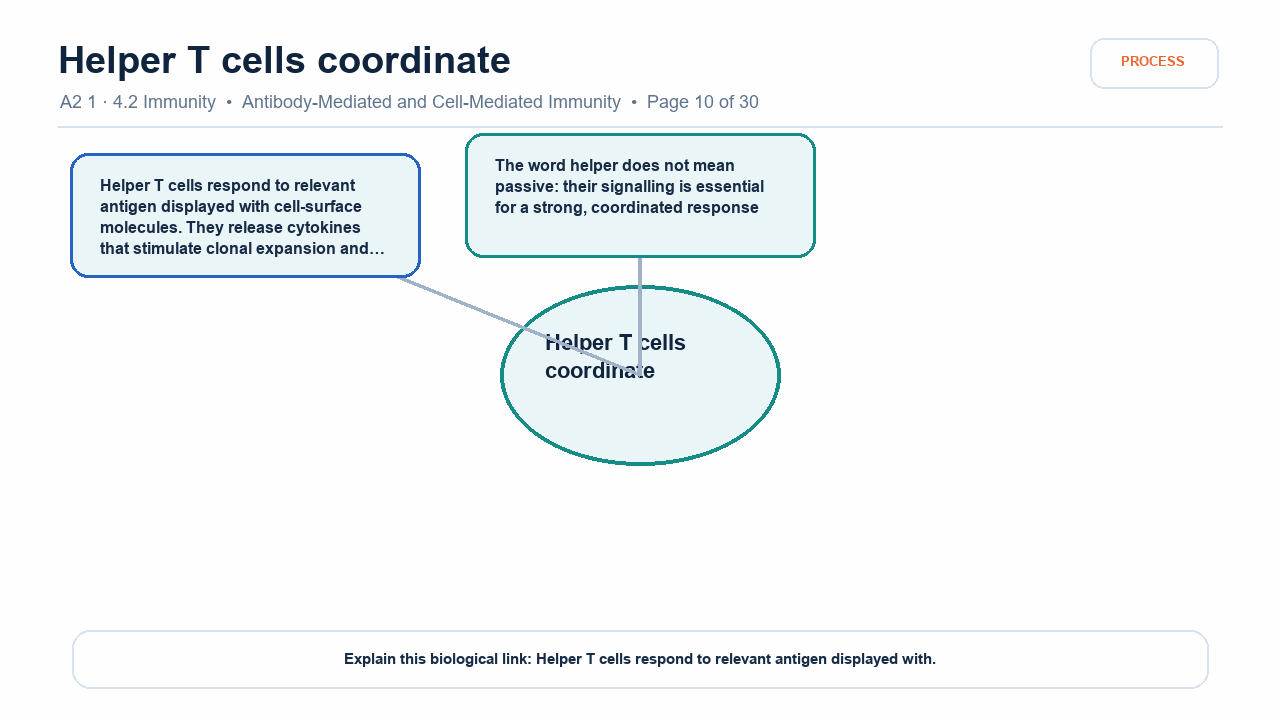 Helper T cells coordinate
PROCESS
A2 1 · 4.2 Immunity • Antibody-Mediated and Cell-Mediated Immunity • Page 10 of 30
Helper T cells respond to relevant
antigen displayed with cell-surface
molecules. They release cytokines
that stimulate clonal expansion and…
The word helper does not mean
passive: their signalling is essential
for a strong, coordinated response
Helper T cells
coordinate
Explain this biological link: Helper T cells respond to relevant antigen displayed with.